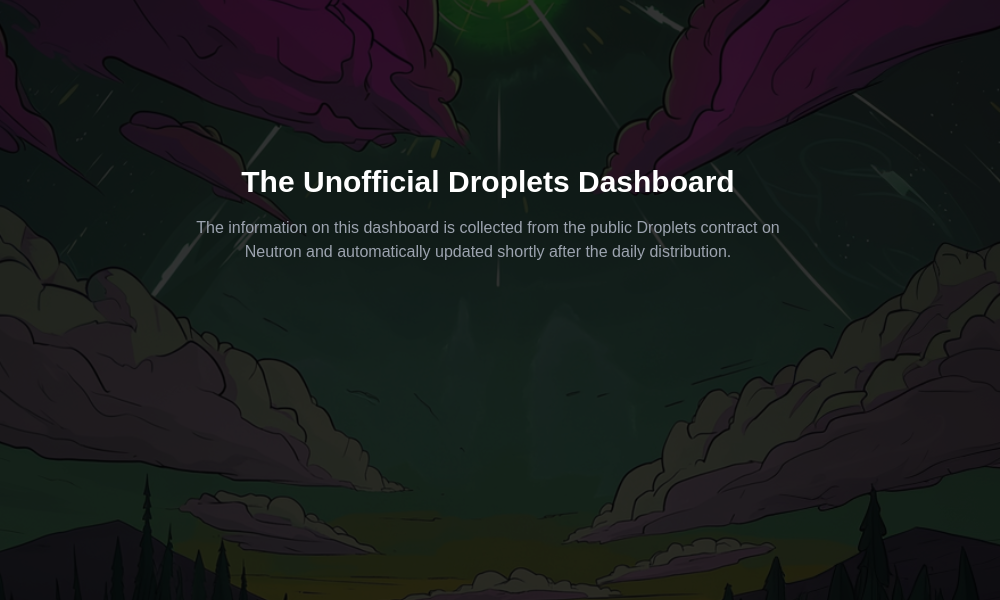 The Unofficial Droplets Dashboard
The information on this dashboard is collected from the public Droplets contract on
Neutron and automatically updated shortly after the daily distribution.